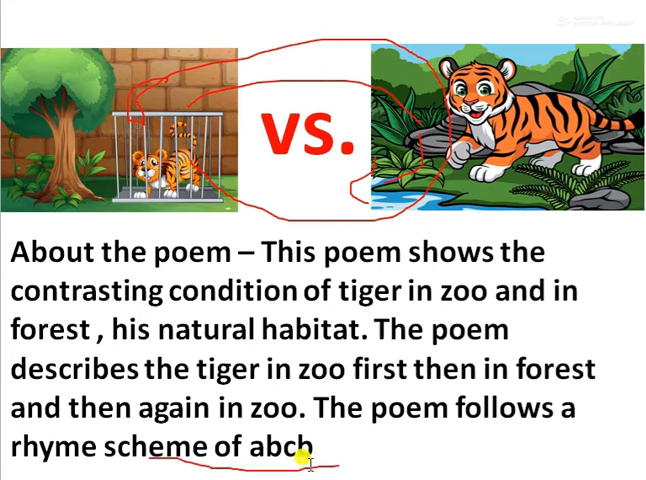 VS.
About the poem – This poem shows the
contrasting condition of tiger in zoo and in
forest , his natural habitat. The poem
describes the tiger in zoo first then in forest
and then again in zoo. The poem follows a
rhyme scheme of abcb